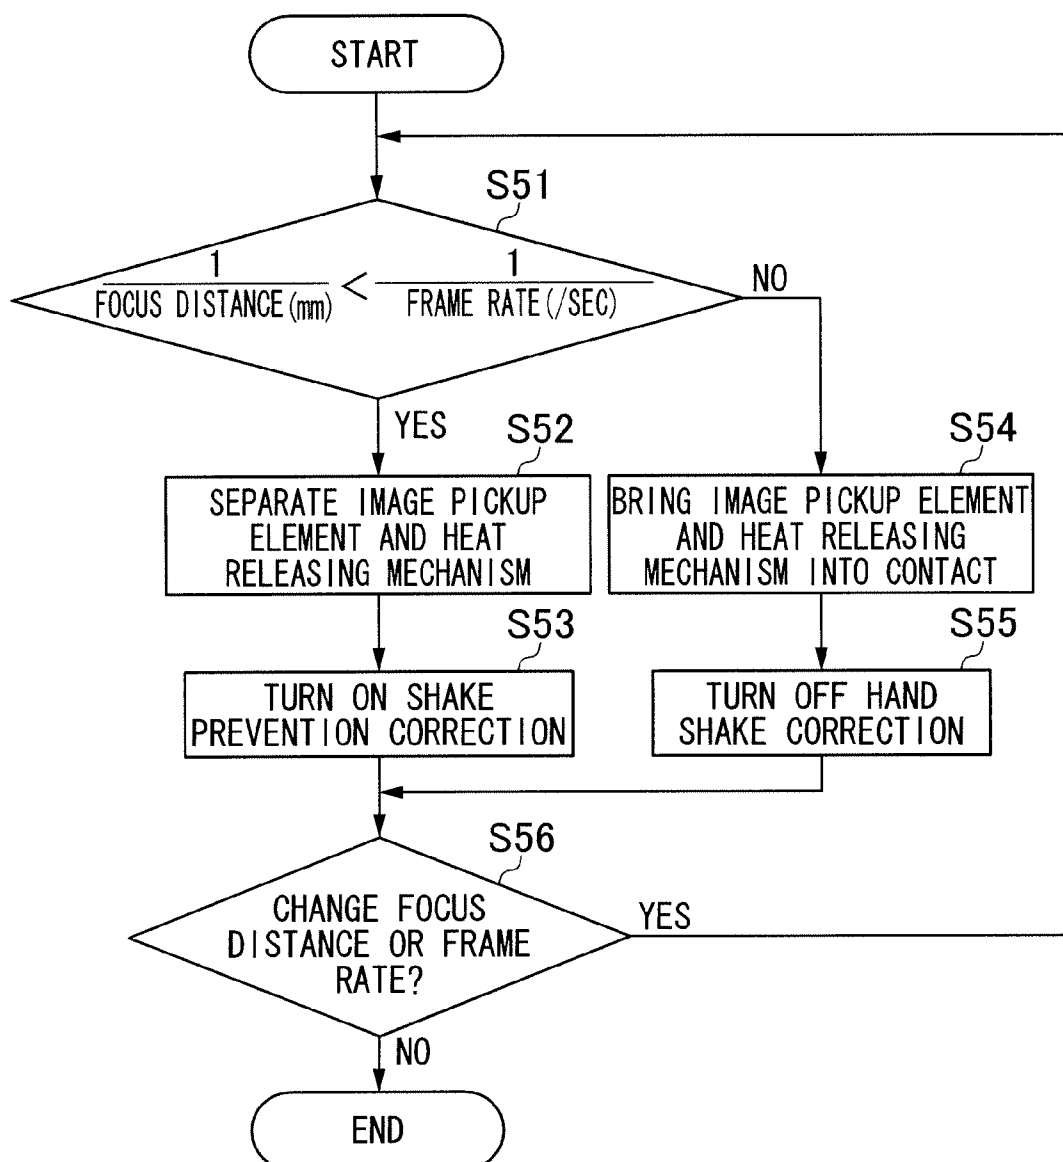 START
S51
1
FOCUS DISTANCE(mm)
<
1
FRAME RATE(/SEC)
NO
YES
S52
SEPARATE IMAGE PICKUP
ELEMENT AND HEAT
RELEASING MECHANISM
S54
BRING IMAGE PICKUP ELEMENT
AND HEAT RELEASING
MECHANISM INTO CONTACT
S53
TURN ON SHAKE
PREVENTION CORRECTION
S55
TURN OFF HAND
SHAKE CORRECTION
S56
CHANGE FOCUS
DISTANCE OR FRAME
RATE?
YES
NO
END